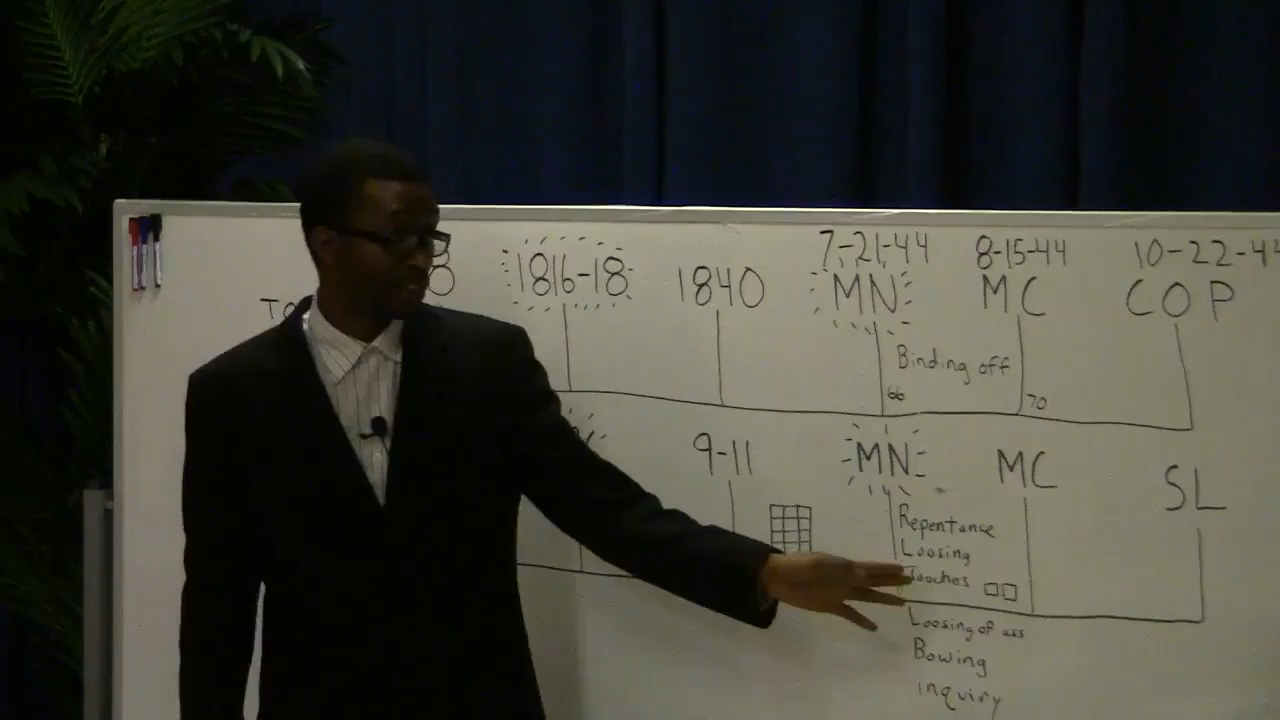 7-21-44 8-15-44 10-22-44
8 1816-18 1840 MN MC COP
Binding off
66 70
9-11 MN MC SL
Repentance
Loosing
Touches
Loosing of ass
Bowing
inquiry